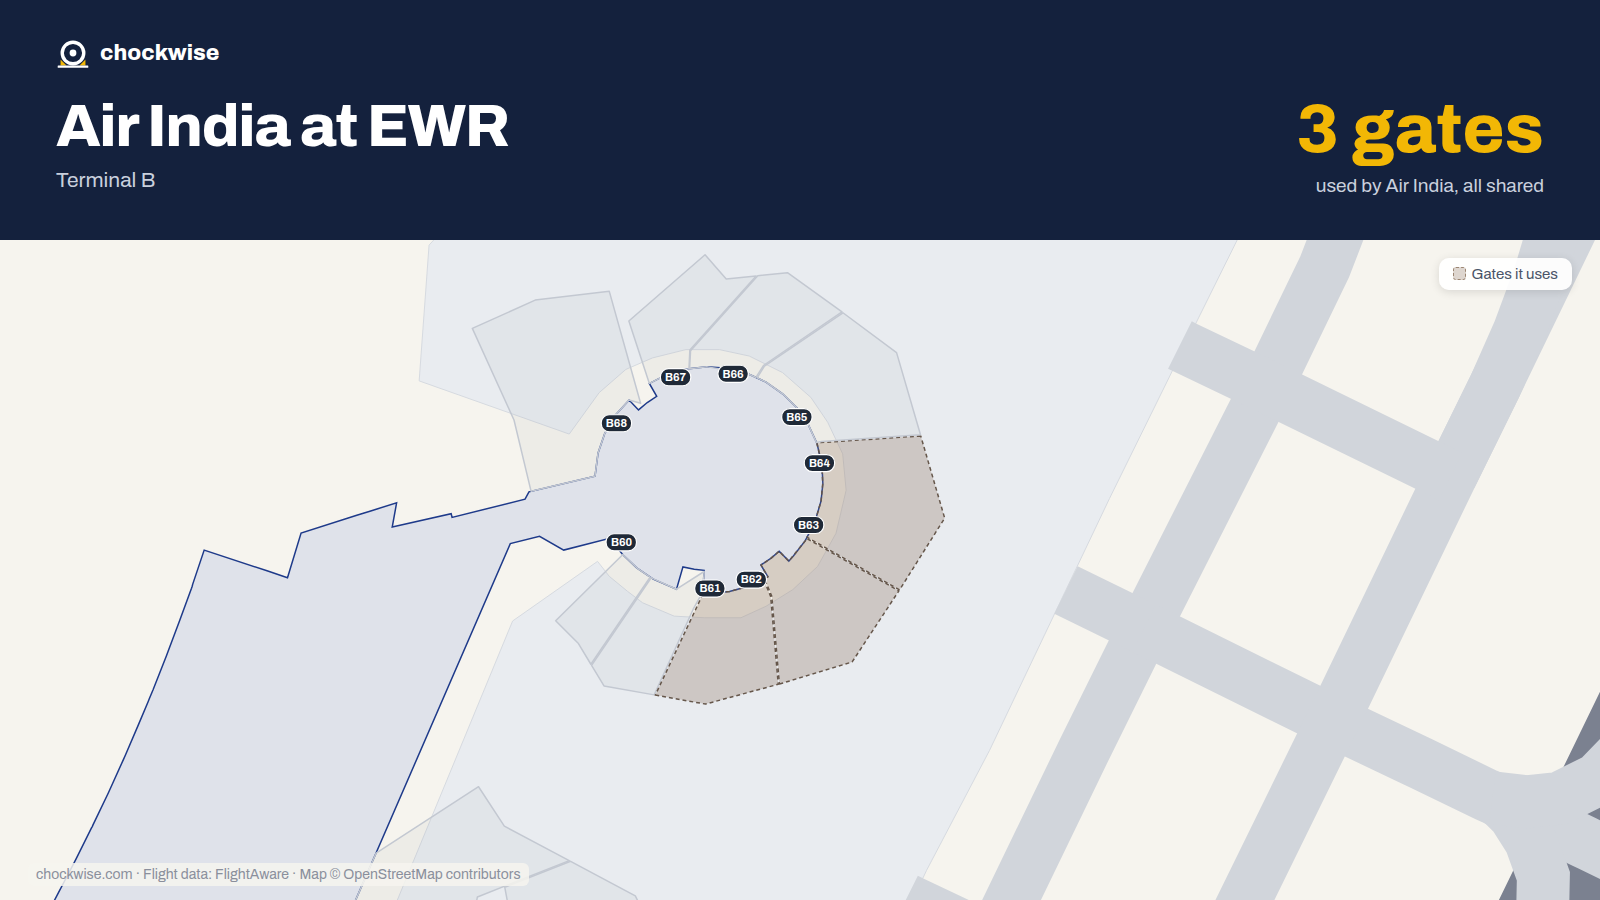 chockwise
Air India at EWR
Terminal B
3 gates
used by Air India, all shared
Gates it uses
B67
B66
B68
B65
B64
B63
B60
B62
B61
chockwise.com · Flight data: FlightAware · Map © OpenStreetMap contributors